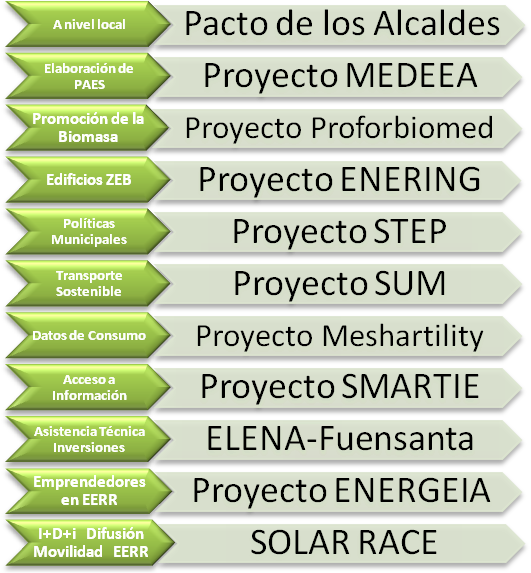 A nivel local
Pacto de los Alcaldes
Elaboración de
PAES
Proyecto MEDEEA
Promoción de la
Biomasa
Proyecto Proforbiomed
Edificios ZEB
Proyecto ENERING
Políticas
Municipales
Proyecto STEP
Transporte
Sostenible
Proyecto SUM
Datos de Consumo
Proyecto Meshartility
Acceso a
Información
Proyecto SMARTIE
Asistencia Técnica
Inversiones
ELENA-Fuensanta
Emprendedores
en EERR
Proyecto ENERGEIA
I+D+i Difusión
Movilidad EERR
SOLAR RACE